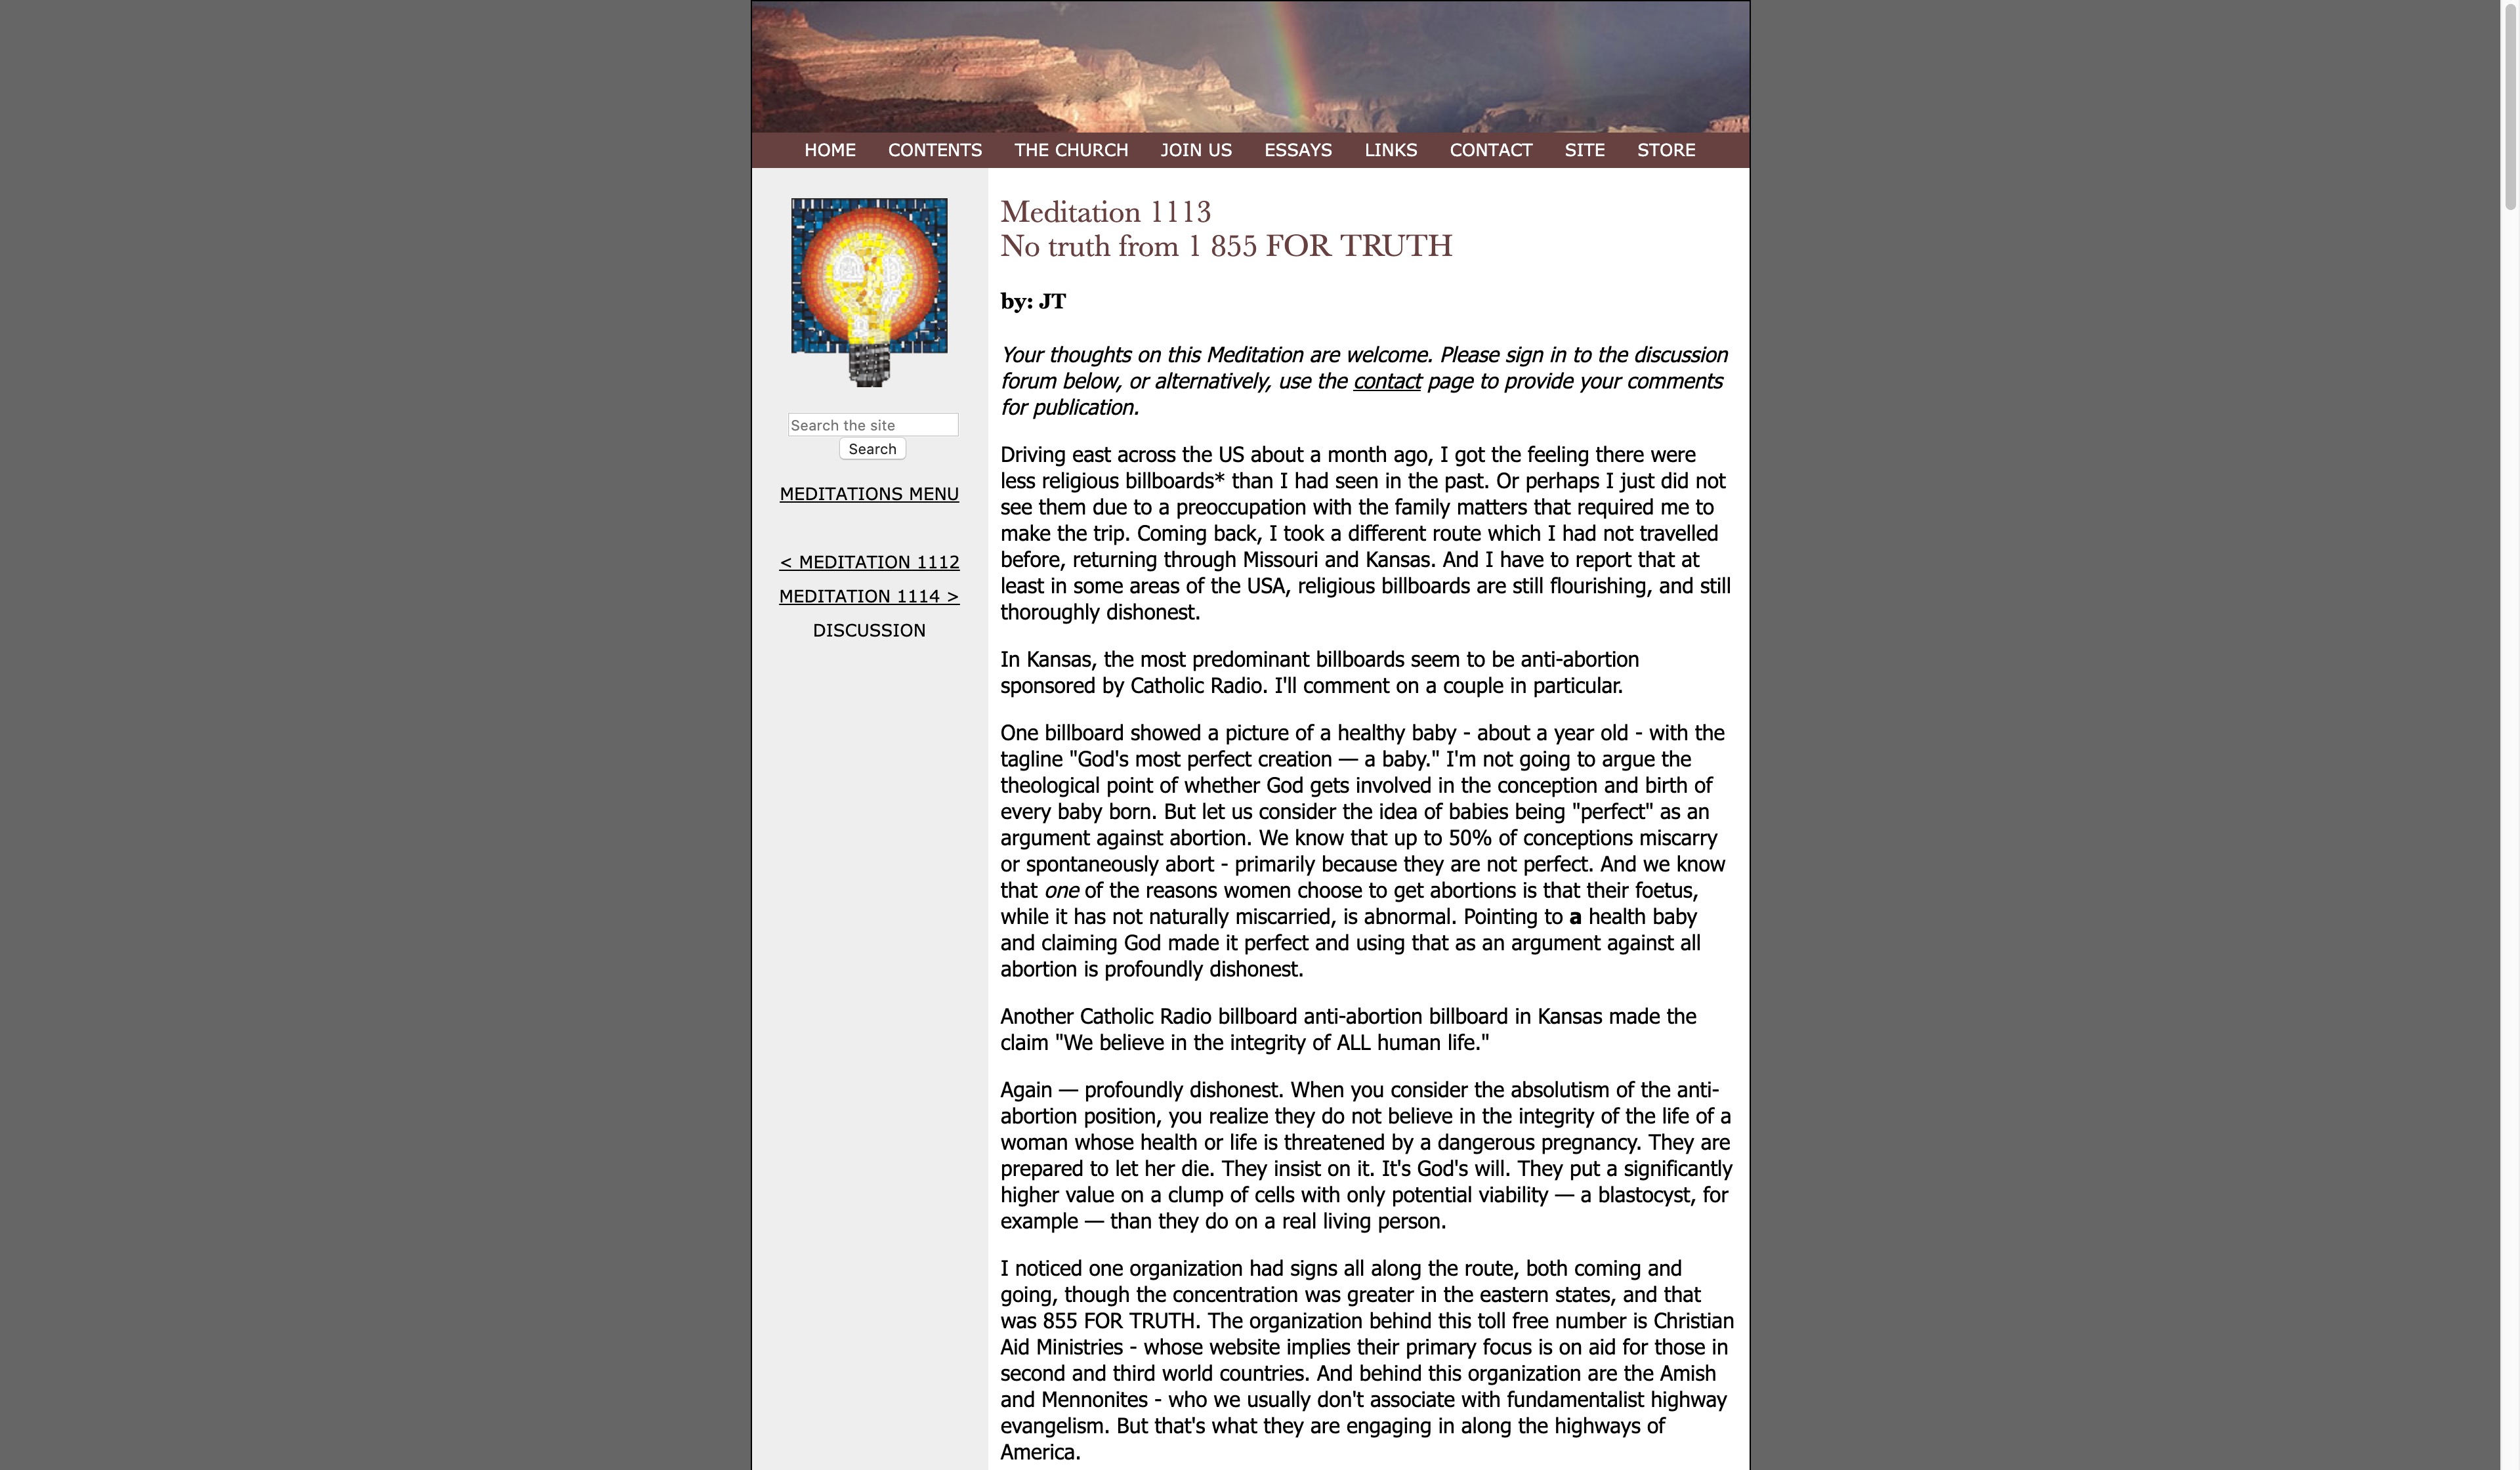 HOME CONTENTS THE CHURCH JOIN US ESSAYS LINKS CONTACT SITE STORE
Search the site
Search
MEDITATIONS MENU
< MEDITATION 1112
MEDITATION 1114 >
DISCUSSION
Meditation 1113
No truth from 1 855 FOR TRUTH
by: JT
Your thoughts on this Meditation are welcome. Please sign in to the discussion
forum below, or alternatively, use the contact page to provide your comments
for publication.
Driving east across the US about a month ago, I got the feeling there were
less religious billboards* than I had seen in the past. Or perhaps I just did not
see them due to a preoccupation with the family matters that required me to
make the trip. Coming back, I took a different route which I had not travelled
before, returning through Missouri and Kansas. And I have to report that at
least in some areas of the USA, religious billboards are still flourishing, and still
thoroughly dishonest.
In Kansas, the most predominant billboards seem to be anti-abortion
sponsored by Catholic Radio. I'll comment on a couple in particular.
One billboard showed a picture of a healthy baby - about a year old - with the
tagline "God's most perfect creation — a baby." I'm not going to argue the
theological point of whether God gets involved in the conception and birth of
every baby born. But let us consider the idea of babies being "perfect" as an
argument against abortion. We know that up to 50% of conceptions miscarry
or spontaneously abort - primarily because they are not perfect. And we know
that one of the reasons women choose to get abortions is that their foetus,
while it has not naturally miscarried, is abnormal. Pointing to a health baby
and claiming God made it perfect and using that as an argument against all
abortion is profoundly dishonest.
Another Catholic Radio billboard anti-abortion billboard in Kansas made the
claim "We believe in the integrity of ALL human life."
Again — profoundly dishonest. When you consider the absolutism of the anti-
abortion position, you realize they do not believe in the integrity of the life of a
woman whose health or life is threatened by a dangerous pregnancy. They are
prepared to let her die. They insist on it. It's God's will. They put a significantly
higher value on a clump of cells with only potential viability — a blastocyst, for
example — than they do on a real living person.
I noticed one organization had signs all along the route, both coming and
going, though the concentration was greater in the eastern states, and that
was 855 FOR TRUTH. The organization behind this toll free number is Christian
Aid Ministries - whose website implies their primary focus is on aid for those in
second and third world countries. And behind this organization are the Amish
and Mennonites - who we usually don't associate with fundamentalist highway
evangelism. But that's what they are engaging in along the highways of
America.